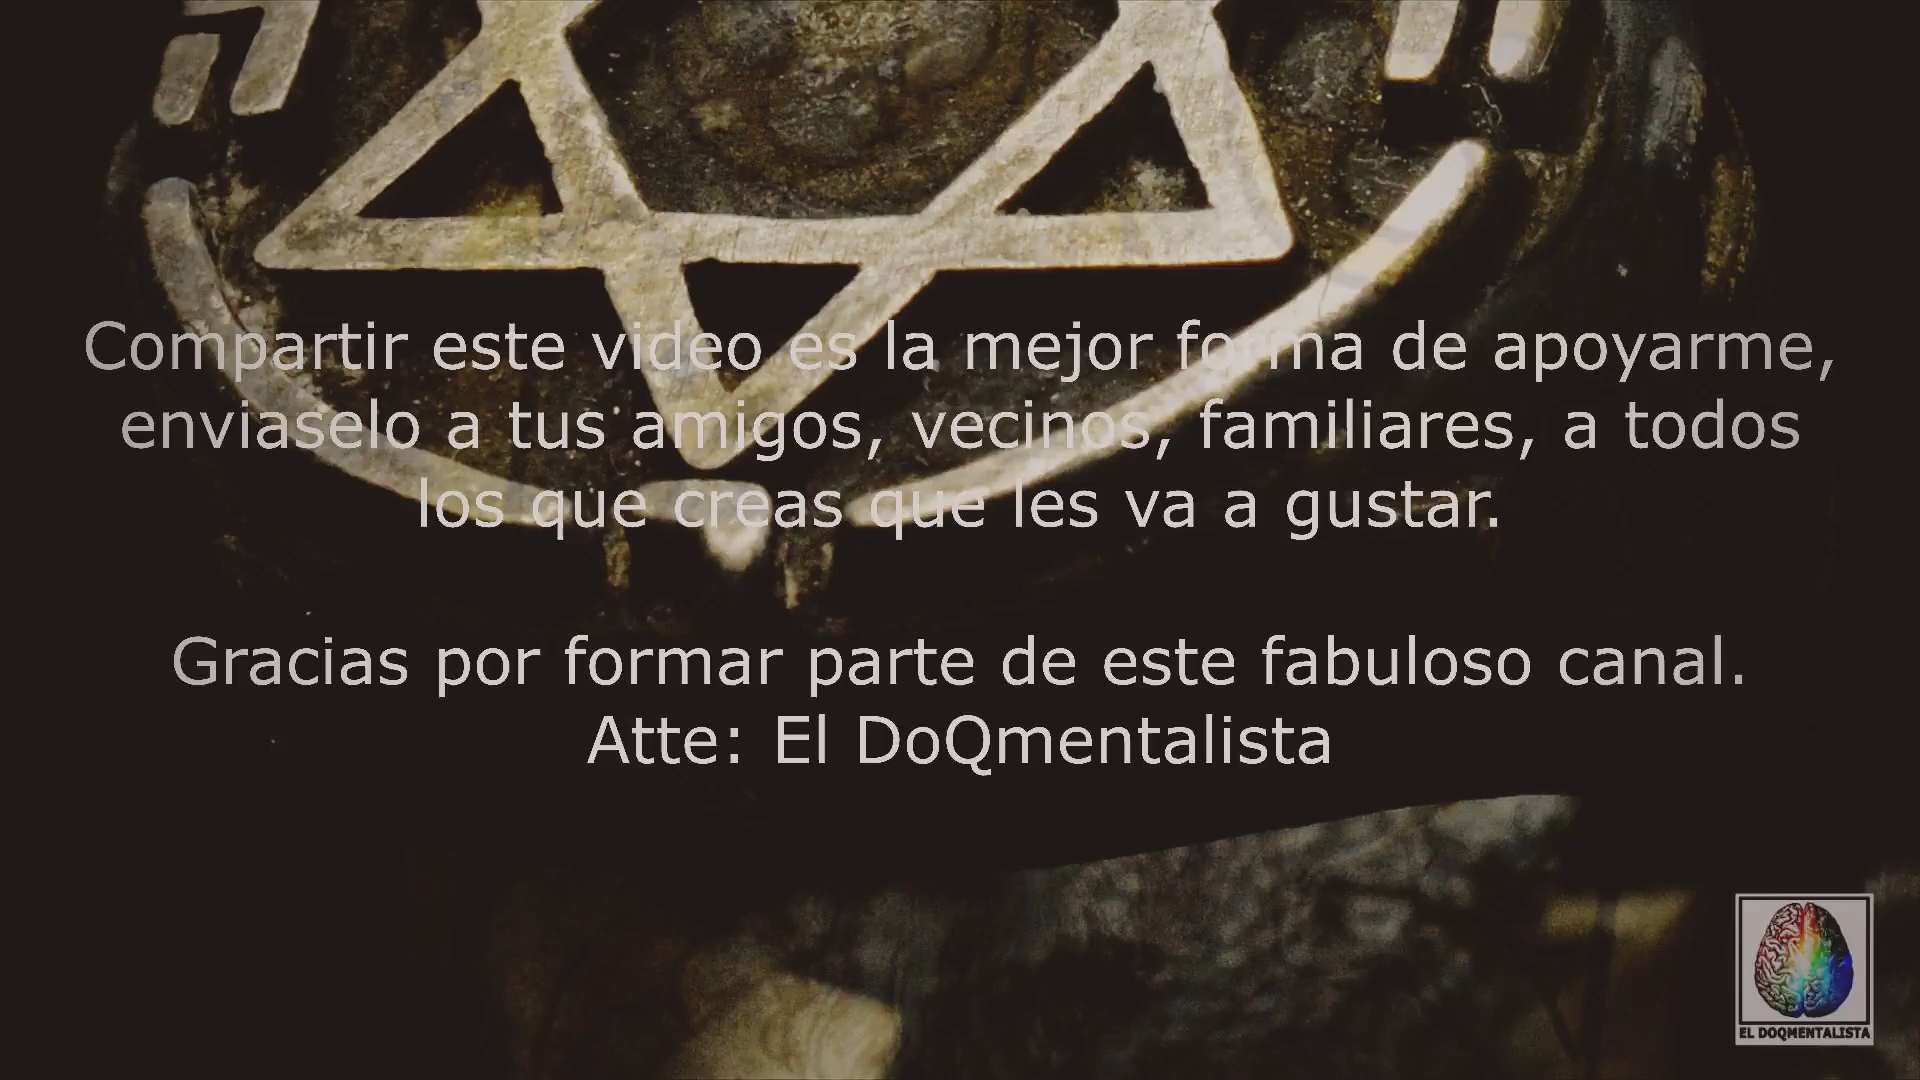 Compartir este video es la mejor forma de apoyarme,
enviaselo a tus amigos, vecinos, familiares, a todos
los que creas que les va a gustar.
Gracias por formar parte de este fabuloso canal.
Atte: El DoQmentalista
EL DOQMENTALISTA